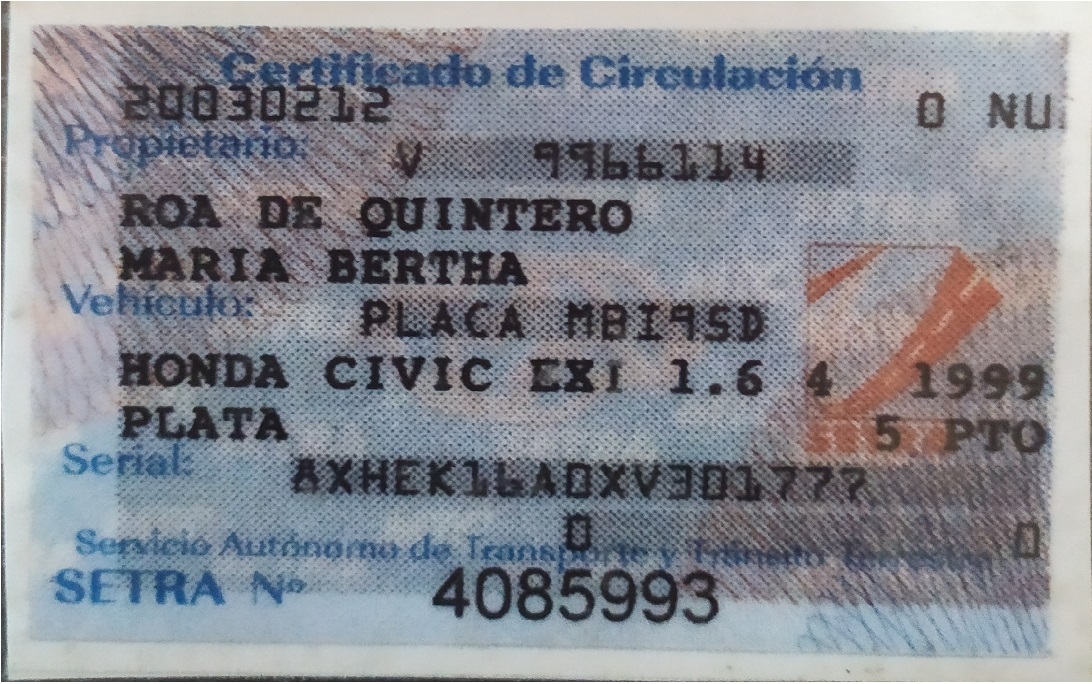 Certificado de Circulación
20030212 0 NU
Propietario: V 9966114
ROA DE QUINTERO
MARIA BERTHA
Vehículo: PLACA MBI95D
HONDA CIVIC EXI 1.6 4 1999
PLATA 5 PTO
Serial: 8XHEK16A0XV301777
0 0
Servicio Autónomo de Transporte y Tránsito Terrestre
SETRA Nº 4085993